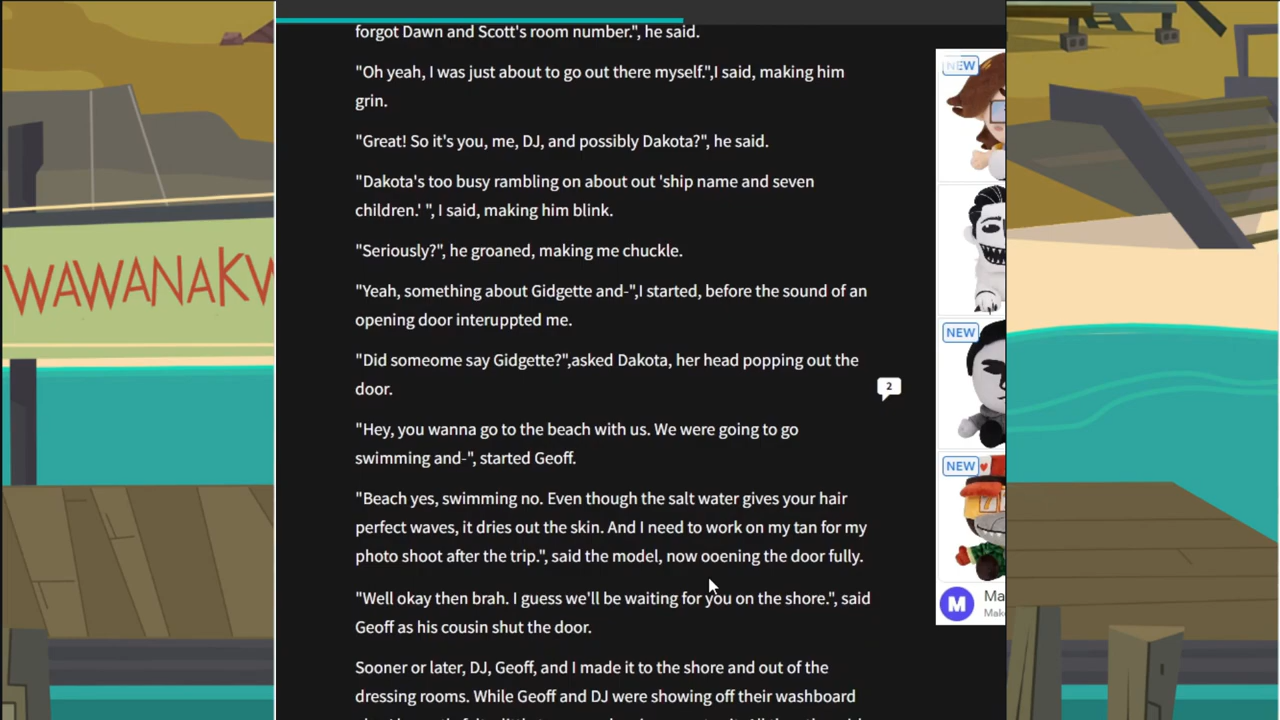 forgot Dawn and Scott's room number.", he said.
"Oh yeah, I was just about to go out there myself.",I said, making him
grin.
"Great! So it's you, me, DJ, and possibly Dakota?", he said.
"Dakota's too busy rambling on about out 'ship name and seven
children.' ", I said, making him blink.
"Seriously?", he groaned, making me chuckle.
"Yeah, something about Gidgette and-",I started, before the sound of an
opening door interuppted me.
"Did someome say Gidgette?",asked Dakota, her head popping out the
door.
2
"Hey, you wanna go to the beach with us. We were going to go
swimming and-", started Geoff.
"Beach yes, swimming no. Even though the salt water gives your hair
perfect waves, it dries out the skin. And I need to work on my tan for my
photo shoot after the trip.", said the model, now ooening the door fully.
"Well okay then brah. I guess we'll be waiting for you on the shore.", said
Geoff as his cousin shut the door.
Sooner or later, DJ, Geoff, and I made it to the shore and out of the
dressing rooms. While Geoff and DJ were showing off their washboard
WAWANAKW
NEW
NEW
NEW
M
Ma
Make